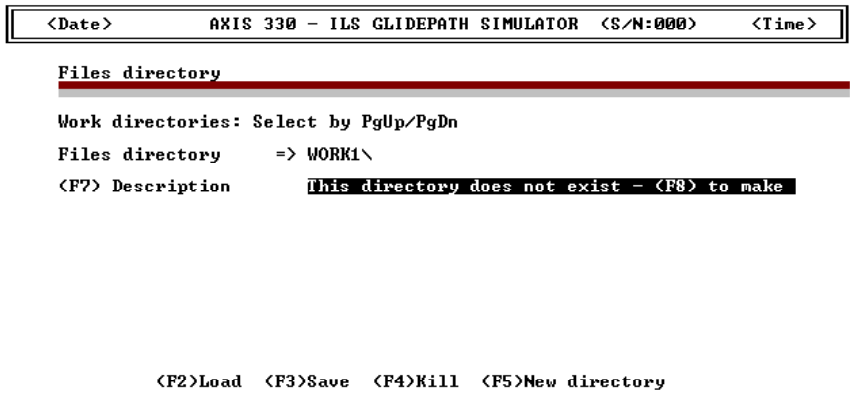 <Date> AXIS 330 - ILS GLIDEPATH SIMULATOR (S/N:000) <Time>
Files directory
Work directories: Select by PgUp/PgDn
Files directory => WORK1\
(F7) Description This directory does not exist - (F8) to make
(F2)Load (F3)Save (F4)Kill (F5)New directory